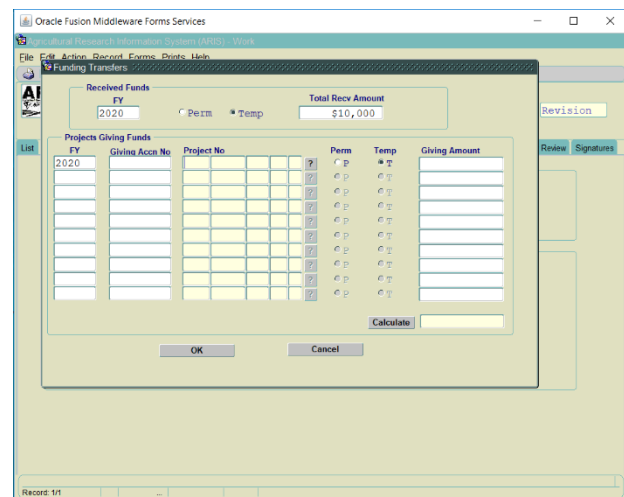 Oracle Fusion Middleware Forms Services
Agricultural Research Information System (ARIS) - Work
File Edit Action Record Forms Prints Help
Funding Transfers
Received Funds
FY
Total Recv Amount
2020
Perm
Temp
$10,000
Revision
List
Review
Signatures
Projects Giving Funds
FY
Giving Accn No
Project No
Perm
Temp
Giving Amount
2020 ? P T
? P T
? P T
? P T
? P T
? P T
? P T
? P T
? P T
? P T
Calculate
OK
Cancel
Record: 1/1
...